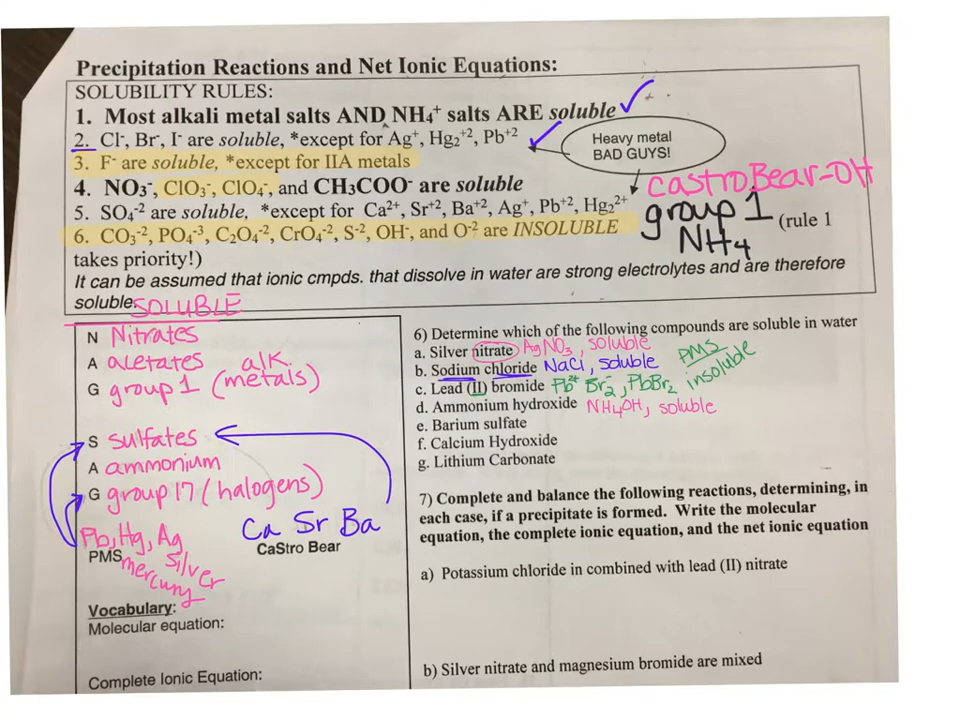 Precipitation Reactions and Net Ionic Equations:
SOLUBILITY RULES:
1. Most alkali metal salts AND NH₄⁺ salts ARE soluble
2. Cl⁻, Br⁻, I⁻ are soluble, *except for Ag⁺, Hg₂⁺², Pb⁺²
Heavy metal
BAD GUYS!
3. F⁻ are soluble, *except for IIA metals
4. NO₃⁻, ClO₃⁻, ClO₄⁻, and CH₃COO⁻ are soluble
castroBear-OH
5. SO₄⁻² are soluble, *except for Ca²⁺, Sr⁺², Ba⁺², Ag⁺, Pb⁺², Hg₂²⁺
group 1
NH₄
6. CO₃⁻², PO₄⁻³, C₂O₄⁻², CrO₄⁻², S⁻², OH⁻, and O⁻² are INSOLUBLE (rule 1
takes priority!)
It can be assumed that ionic cmpds. that dissolve in water are strong electrolytes and are therefore
soluble.
SOLUBLE
N Nitrates
A acetates alk.
G group 1 (metals)
S sulfates
A ammonium
G group 17 (halogens)
Pb, Hg, Ag
Ca Sr Ba
PMS
CaStro Bear
mercury
silver
Vocabulary:
Molecular equation:
Complete Ionic Equation:
6) Determine which of the following compounds are soluble in water
a. Silver nitrate AgNO₃, soluble
b. Sodium chloride NaCl, soluble
c. Lead (II) bromide Pb²⁺ Br₂⁻, PbBr₂ insoluble
PMS
d. Ammonium hydroxide NH₄OH, soluble
e. Barium sulfate
f. Calcium Hydroxide
g. Lithium Carbonate
7) Complete and balance the following reactions, determining, in
each case, if a precipitate is formed. Write the molecular
equation, the complete ionic equation, and the net ionic equation
a) Potassium chloride in combined with lead (II) nitrate
b) Silver nitrate and magnesium bromide are mixed